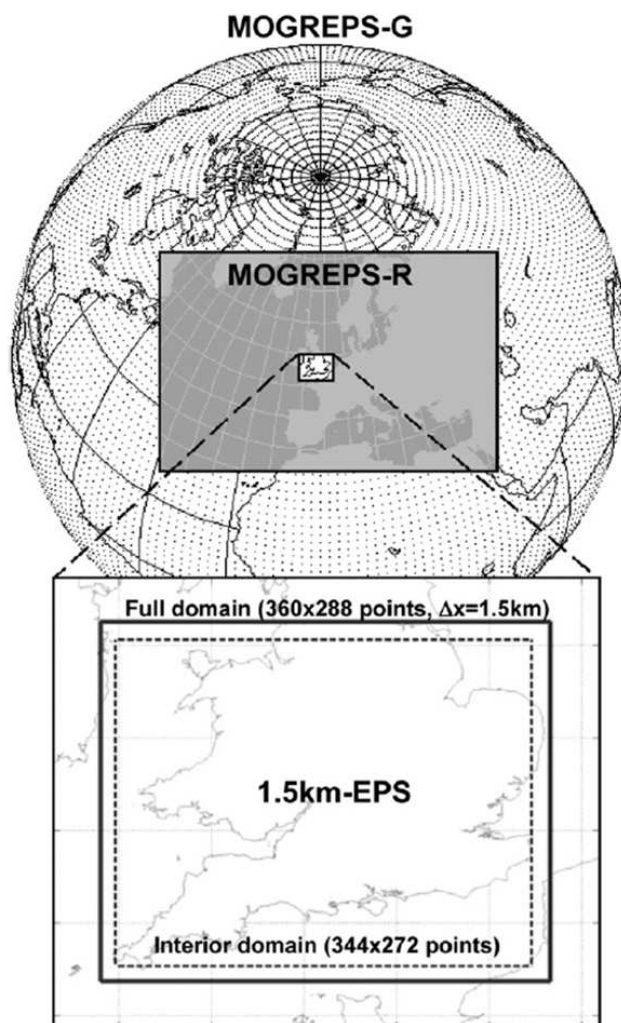 MOGREPS-G
MOGREPS-R
Full domain (360x288 points, Δx=1.5km)
1.5km-EPS
Interior domain (344x272 points)